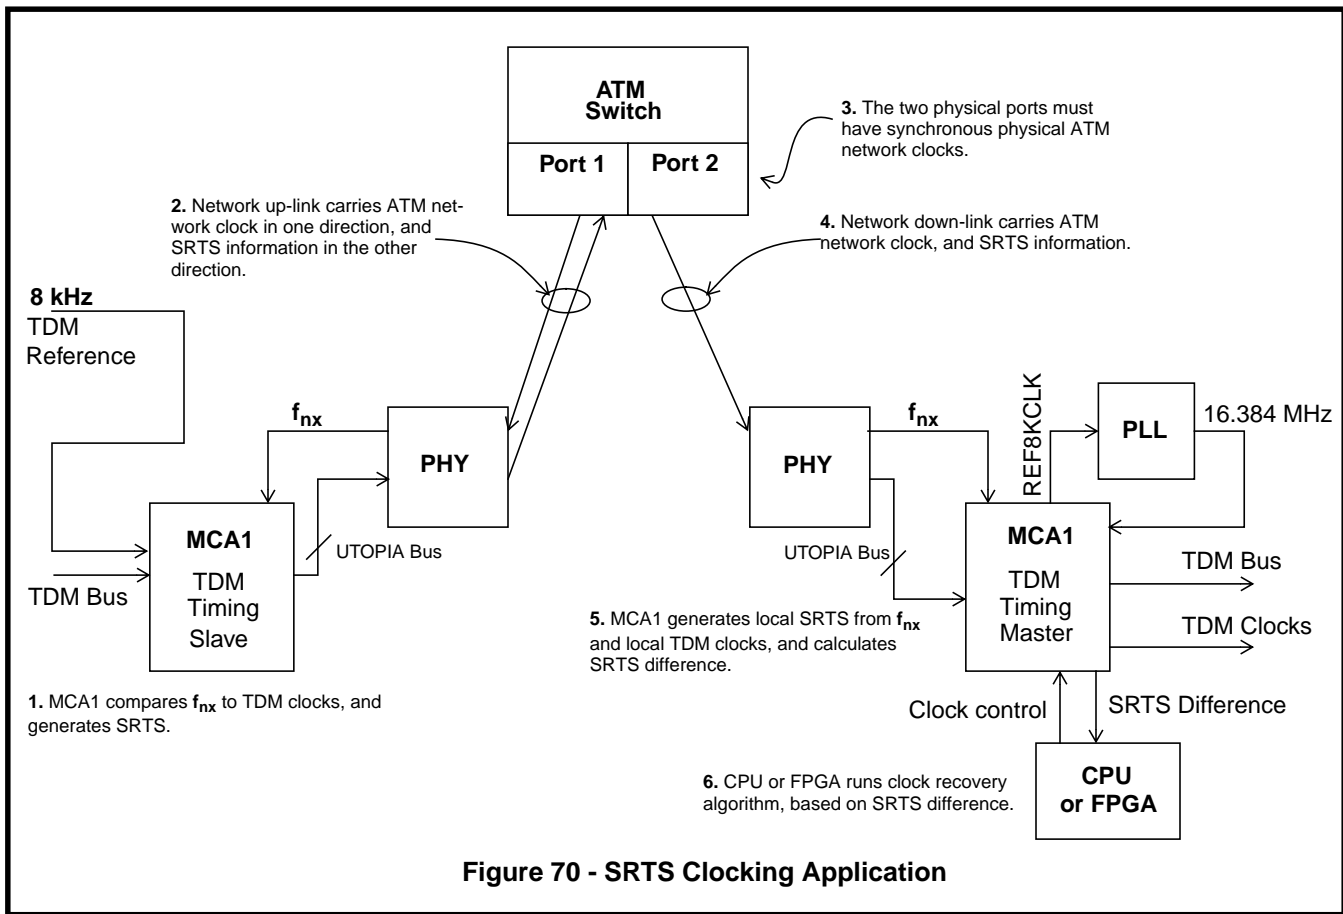 ATM
Switch
Port 1
Port 2
3. The two physical ports must
have synchronous physical ATM
network clocks.
2. Network up-link carries ATM net-
work clock in one direction, and
SRTS information in the other
direction.
4. Network down-link carries ATM
network clock, and SRTS information.
8 kHz
TDM
Reference
fnx
PHY
UTOPIA Bus
MCA1
TDM
Timing
Slave
TDM Bus
1. MCA1 compares fnx to TDM clocks, and
generates SRTS.
PHY
fnx
UTOPIA Bus
REF8KCLK
PLL
16.384 MHz
MCA1
TDM
Timing
Master
TDM Bus
TDM Clocks
5. MCA1 generates local SRTS from fnx
and local TDM clocks, and calculates
SRTS difference.
Clock control
SRTS Difference
6. CPU or FPGA runs clock recovery
algorithm, based on SRTS difference.
CPU
or FPGA
Figure 70 - SRTS Clocking Application